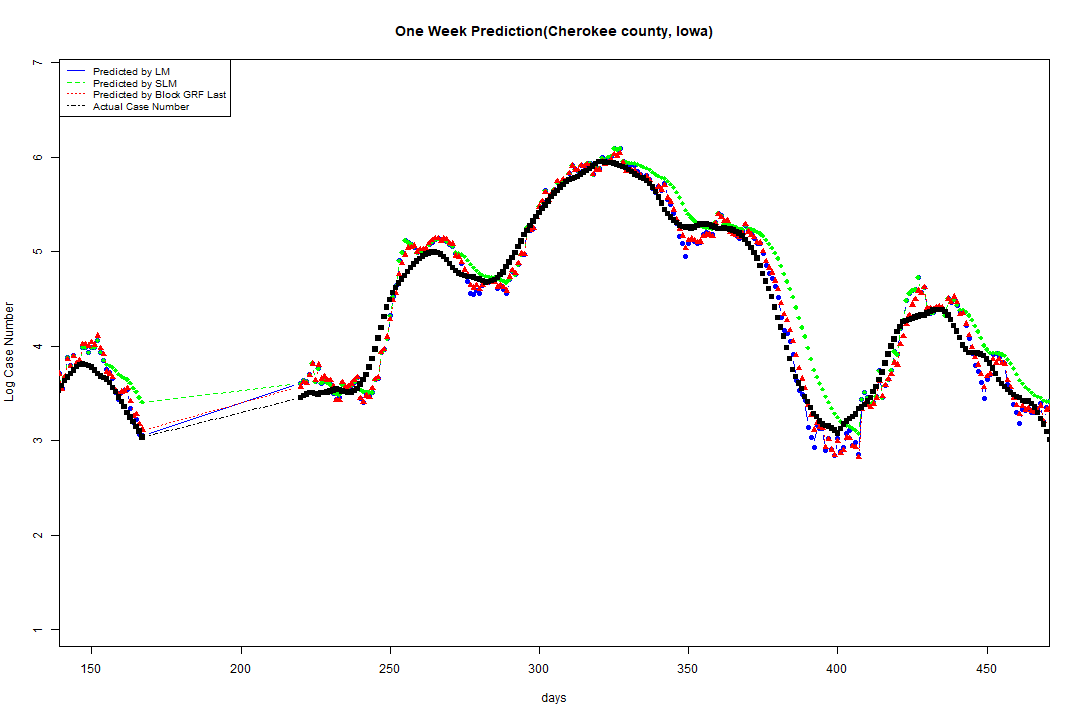 One Week Prediction(Cherokee county, Iowa)
Predicted by LM
Predicted by SLM
Predicted by Block GRF Last
Actual Case Number
Log Case Number
7
6
5
4
3
2
1
150 200 250 300 350 400 450
days